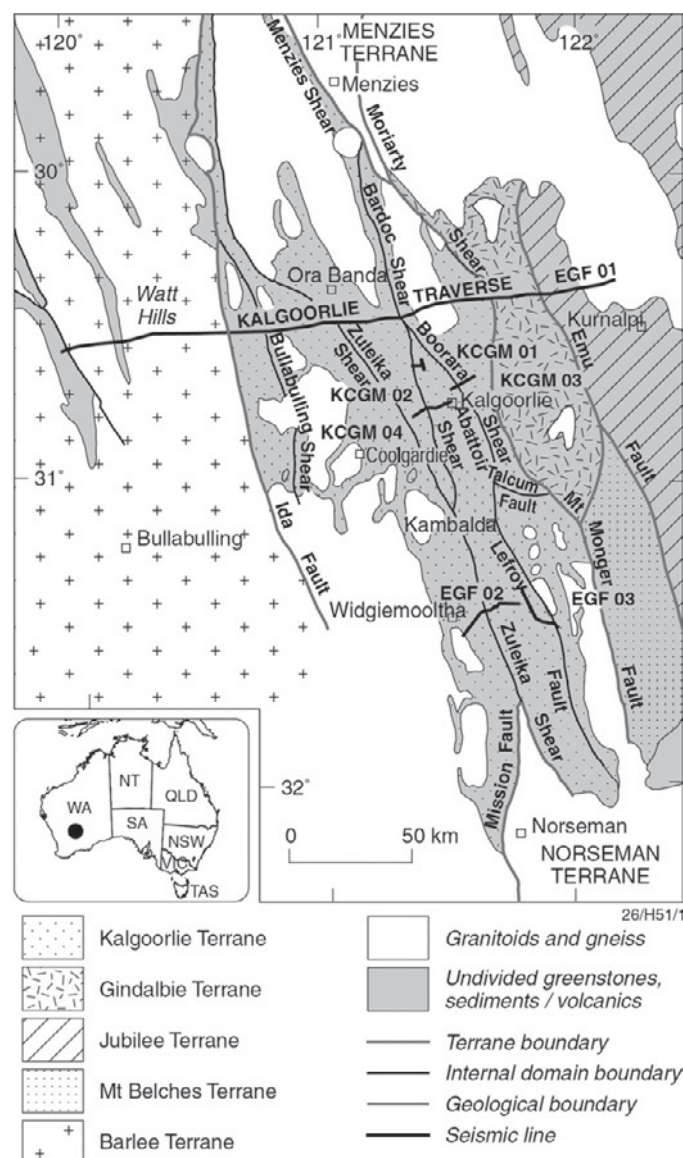 120°
121°
122°
MENZIES
TERRANE
Menzies
Menzies Shear
Moriarty
Shear
30°
Bardoc Shear
Ora Banda
EGF 01
TRAVERSE
KALGOORLIE
Watt
Hills
Kurnalpi
Emu
Fault
Boorara
Shear
KCGM 01
Zuleika
Shear
Bullabulling Shear
KCGM 02
KCGM 03
Kalgoorlie
Abattoir
Shear
KCGM 04
Coolgardie
Talcum
Fault
31°
Mt
Monger
Fault
Ida
Fault
Kambalda
Bullabulling
Lefroy
Fault
EGF 02
EGF 03
Widgiemooltha
Zuleika
Shear
Mission Fault
32°
0
50 km
Norseman
NORSEMAN
TERRANE
WA
NT
QLD
SA
NSW
VIC
TAS
26/H51/1
Kalgoorlie Terrane
Gindalbie Terrane
Jubilee Terrane
Mt Belches Terrane
Barlee Terrane
Granitoids and gneiss
Undivided greenstones,
sediments / volcanics
Terrane boundary
Internal domain boundary
Geological boundary
Seismic line